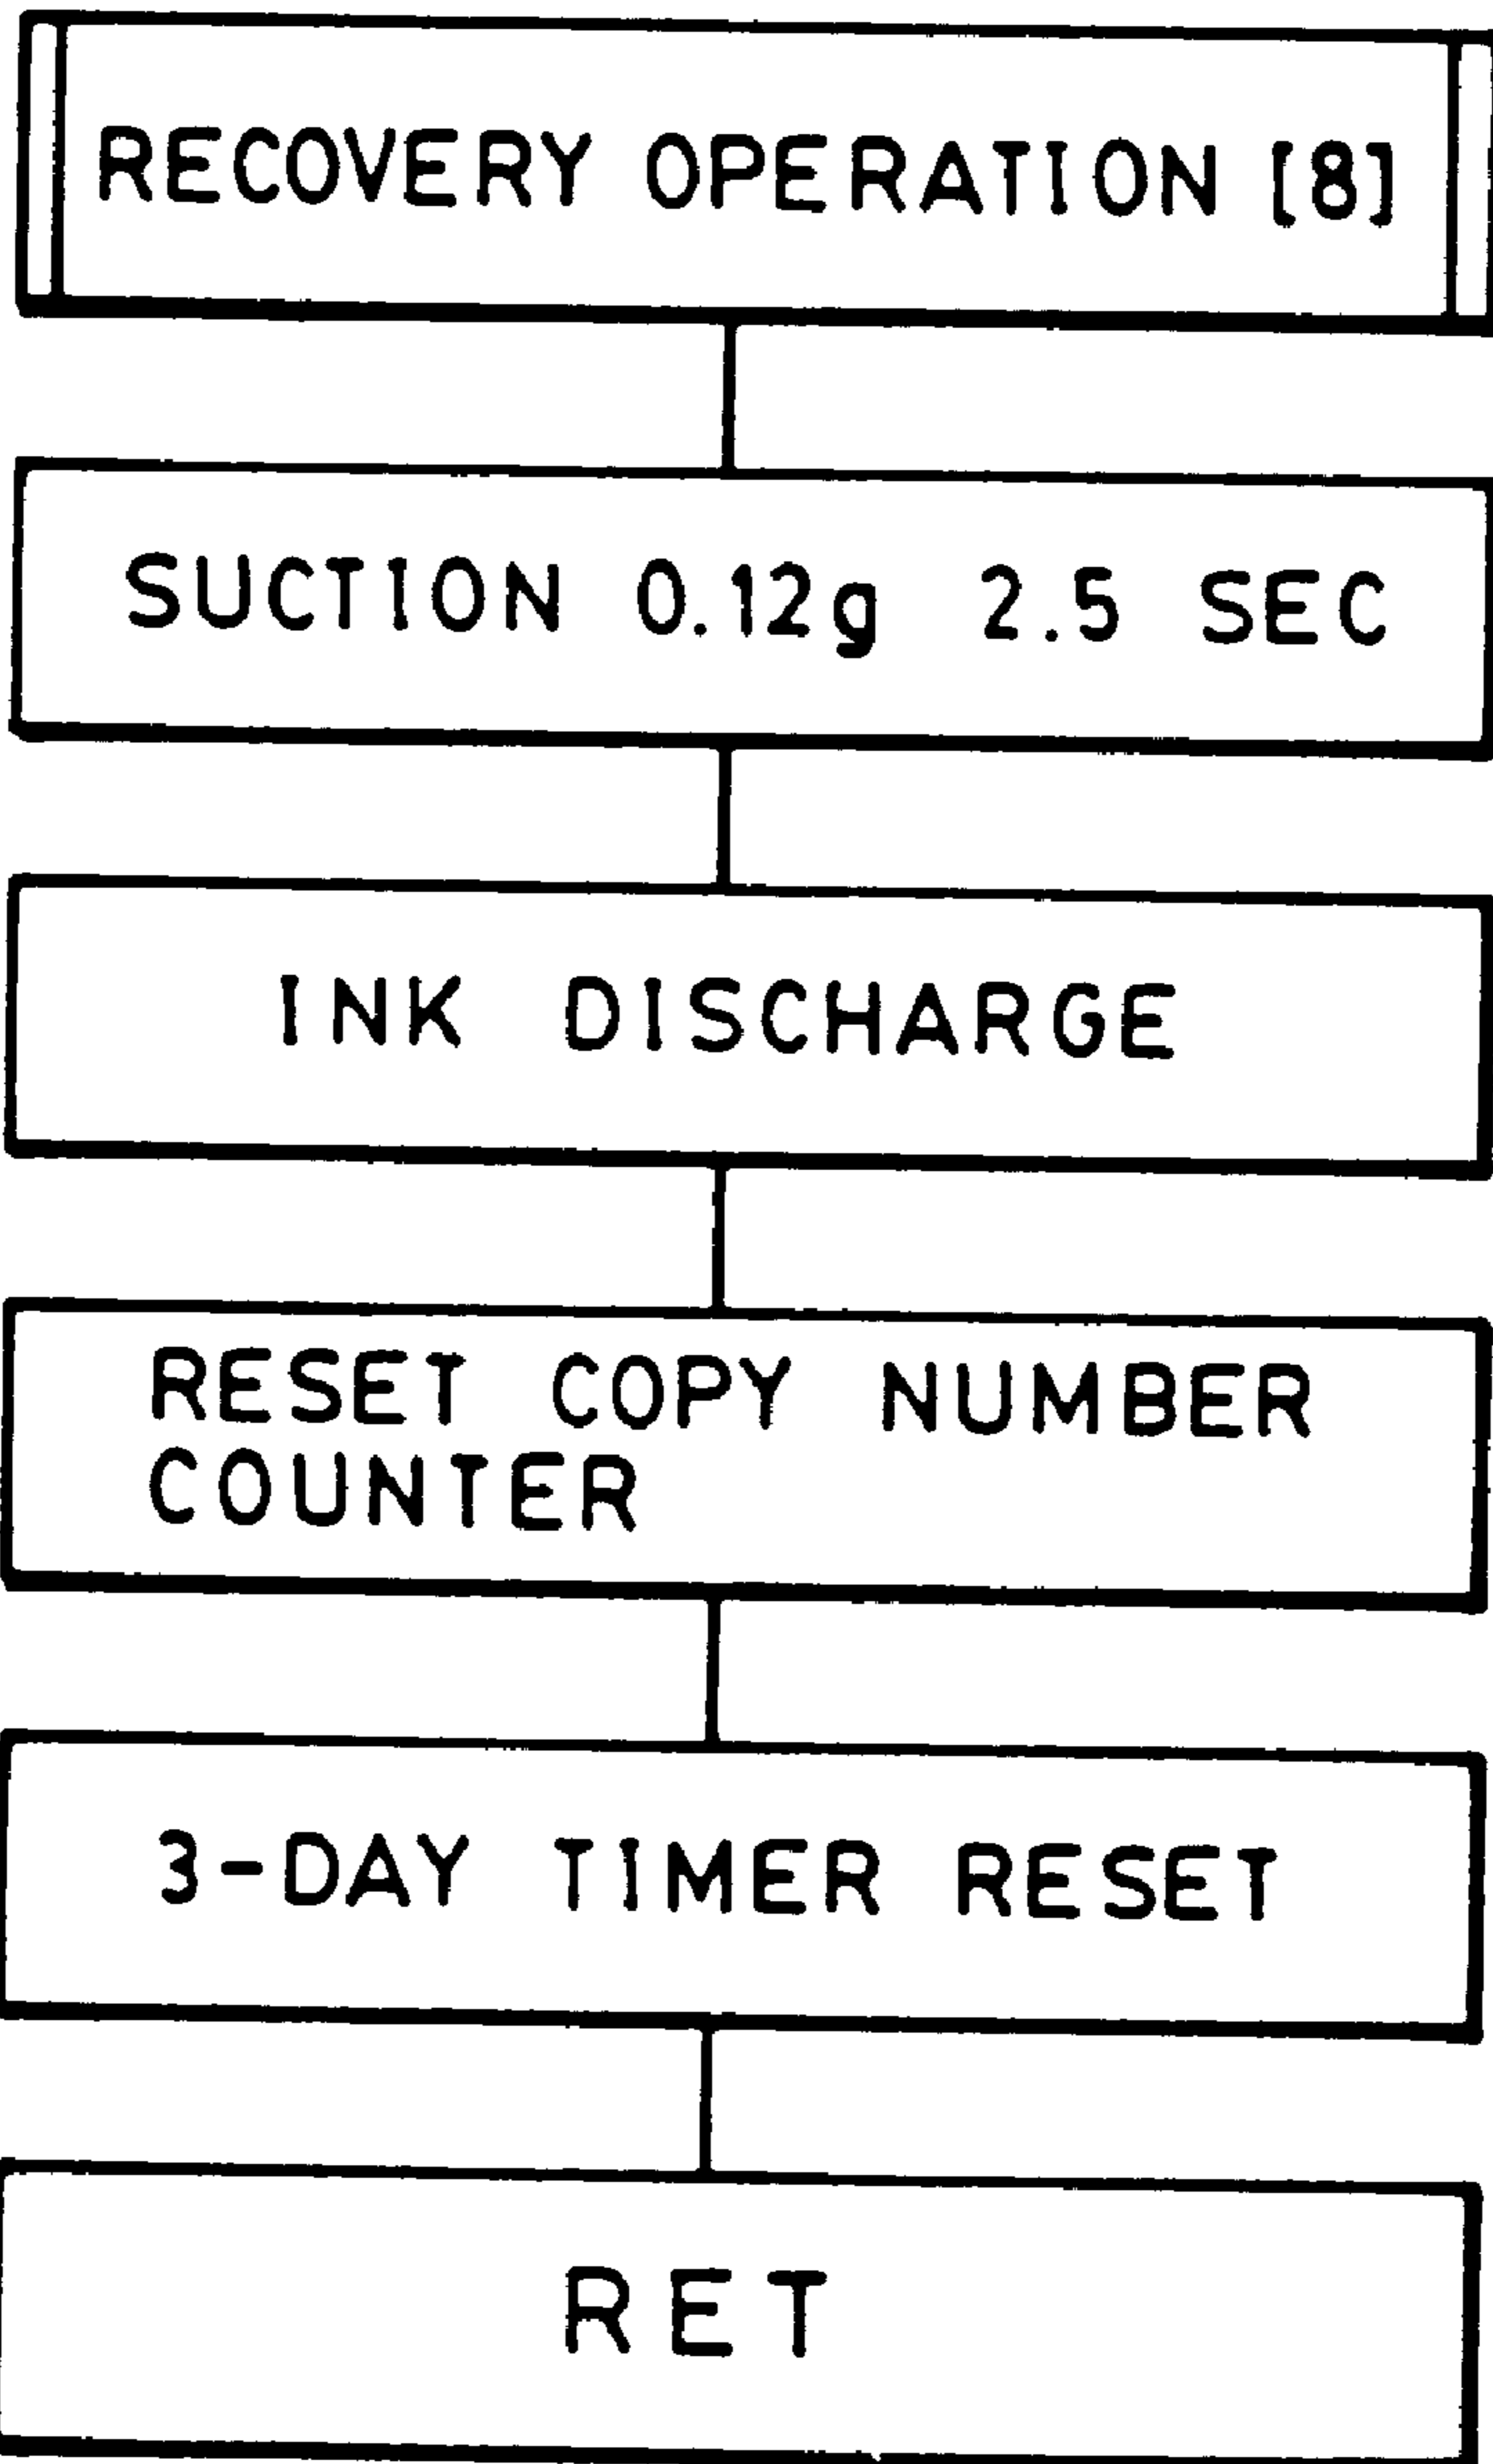 RECOVERY OPERATION [8]
SUCTION 0.12g 2.5 SEC
INK DISCHARGE
RESET COPY NUMBER
COUNTER
3-DAY TIMER RESET
RET